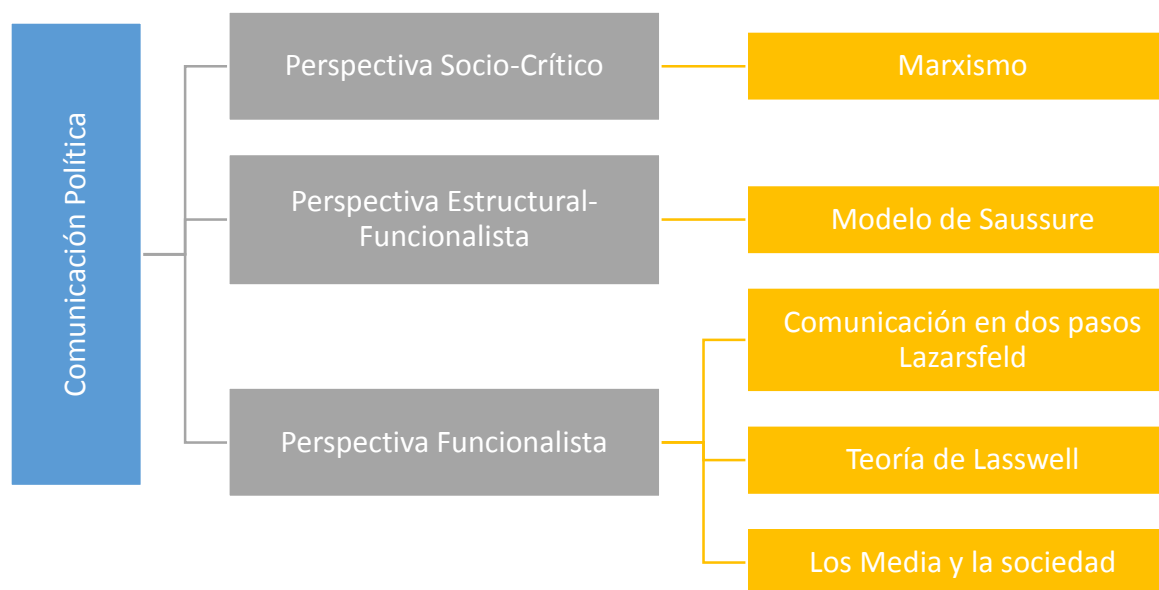 Comunicación Política
Perspectiva Socio-Crítico
Marxismo
Perspectiva Estructural-
Funcionalista
Modelo de Saussure
Perspectiva Funcionalista
Comunicación en dos pasos
Lazarsfeld
Teoría de Lasswell
Los Media y la sociedad